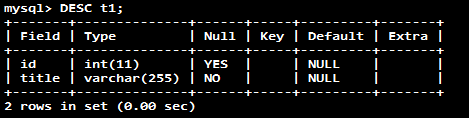 mysql> DESC t1;
+-------+--------------+------+-----+---------+-------+
| Field | Type         | Null | Key | Default | Extra |
+-------+--------------+------+-----+---------+-------+
| id    | int(11)      | YES  |     | NULL    |       |
| title | varchar(255) | NO   |     | NULL    |       |
+-------+--------------+------+-----+---------+-------+
2 rows in set (0.00 sec)